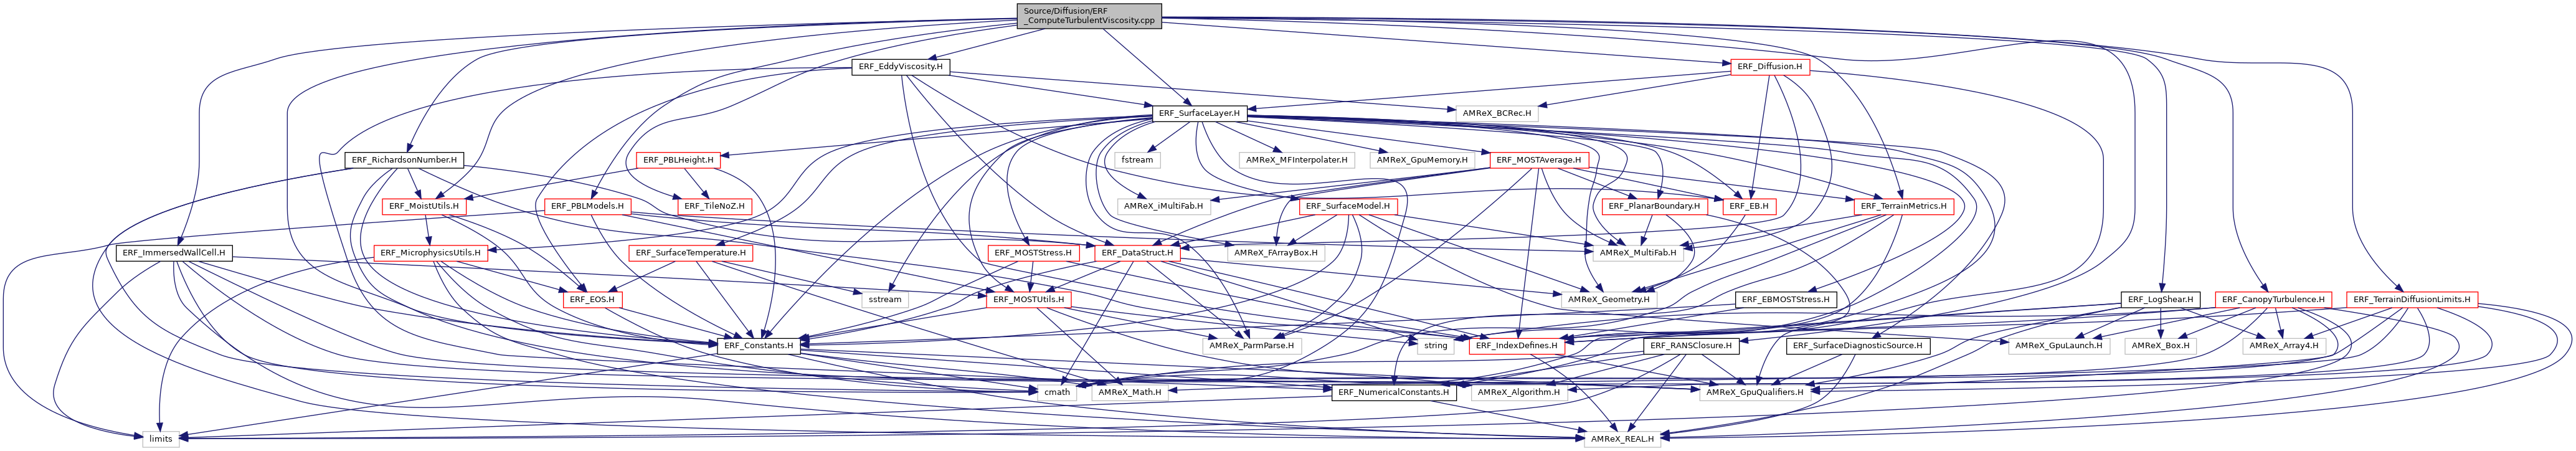 Source/Diffusion/ERF
_ComputeTurbulentViscosity.cpp
ERF_EddyViscosity.H
ERF_Diffusion.H
ERF_SurfaceLayer.H
AMReX_BCRec.H
ERF_RichardsonNumber.H
ERF_PBLHeight.H
fstream
AMReX_MFInterpolater.H
AMReX_GpuMemory.H
ERF_MOSTAverage.H
ERF_MoistUtils.H
ERF_PBLModels.H
ERF_TileNoZ.H
AMReX_iMultiFab.H
ERF_SurfaceModel.H
ERF_PlanarBoundary.H
ERF_EB.H
ERF_TerrainMetrics.H
ERF_ImmersedWallCell.H
ERF_MicrophysicsUtils.H
ERF_SurfaceTemperature.H
ERF_MOSTStress.H
ERF_DataStruct.H
AMReX_FArrayBox.H
AMReX_MultiFab.H
ERF_EOS.H
sstream
ERF_MOSTUtils.H
AMReX_Geometry.H
ERF_EBMOSTStress.H
ERF_LogShear.H
ERF_CanopyTurbulence.H
ERF_TerrainDiffusionLimits.H
ERF_Constants.H
AMReX_ParmParse.H
string
ERF_IndexDefines.H
ERF_RANSClosure.H
ERF_SurfaceDiagnosticSource.H
AMReX_GpuLaunch.H
AMReX_Box.H
AMReX_Array4.H
cmath
AMReX_Math.H
ERF_NumericalConstants.H
AMReX_Algorithm.H
AMReX_GpuQualifiers.H
limits
AMReX_REAL.H